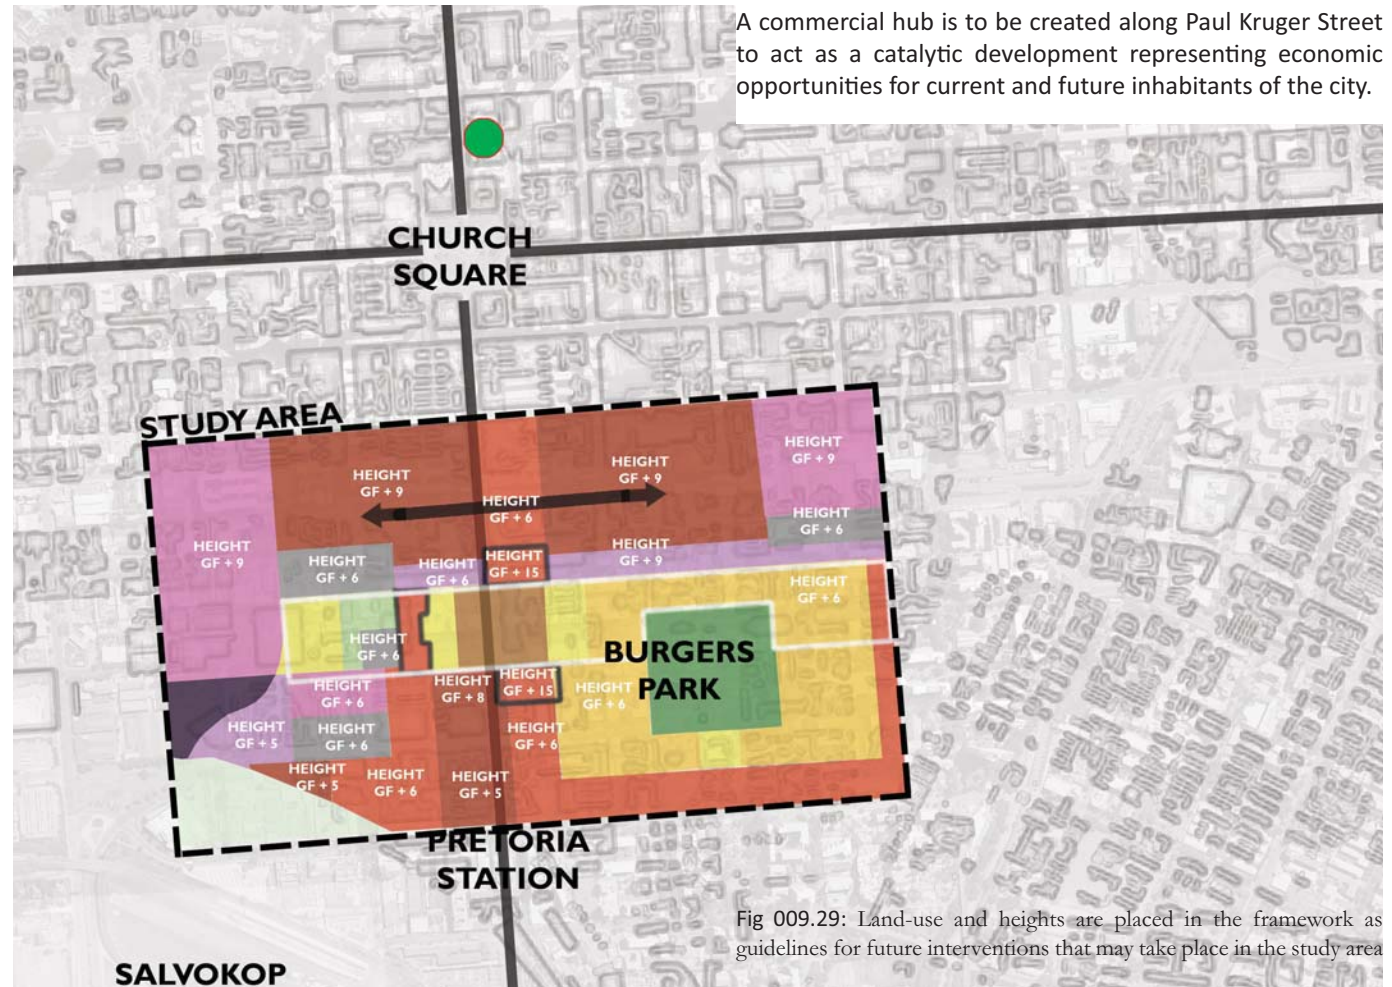 A commercial hub is to be created along Paul Kruger Street
to act as a catalytic development representing economic
opportunities for current and future inhabitants of the city.
CHURCH
SQUARE
STUDY AREA
HEIGHT
GF + 9
HEIGHT
GF + 9
HEIGHT
GF + 9
HEIGHT
GF + 6
HEIGHT
GF + 6
HEIGHT
GF + 9
HEIGHT
GF + 6
HEIGHT
GF + 6
HEIGHT
GF + 15
HEIGHT
GF + 9
HEIGHT
GF + 6
HEIGHT
GF + 6
BURGERS
PARK
HEIGHT
GF + 6
HEIGHT
GF + 8
HEIGHT
GF + 15
HEIGHT
GF + 6
HEIGHT
GF + 5
HEIGHT
GF + 6
HEIGHT
GF + 6
HEIGHT
GF + 5
HEIGHT
GF + 6
HEIGHT
GF + 5
PRETORIA
STATION
Fig 009.29: Land-use and heights are placed in the framework as
guidelines for future interventions that may take place in the study area
SALVOKOP